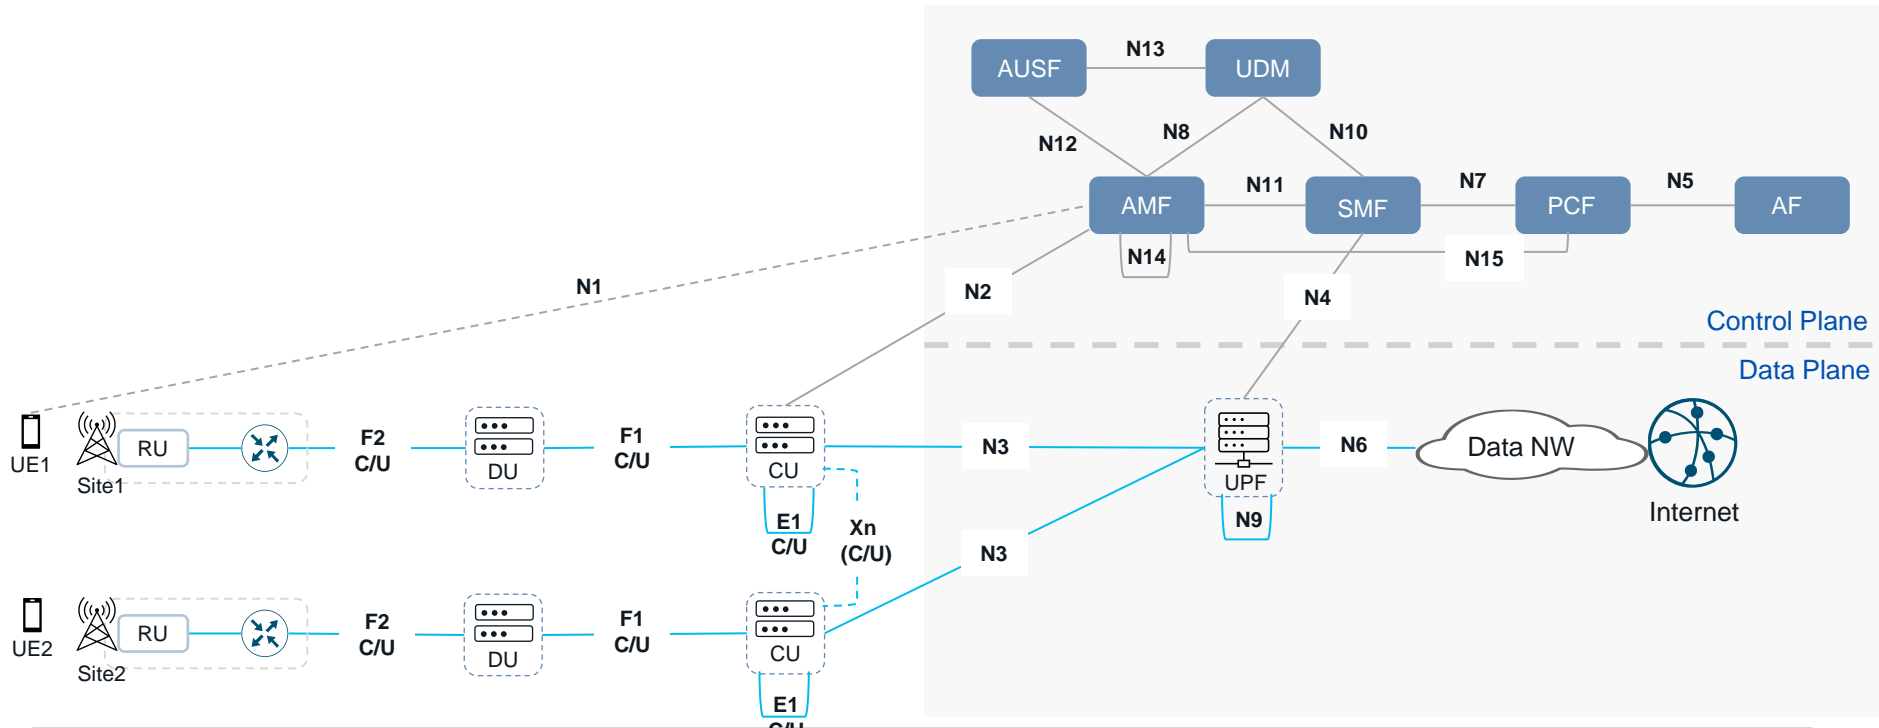 AUSF
N13
UDM
N12
N8
N10
AMF
N11
SMF
N7
PCF
N5
AF
N14
N15
N1
N2
N4
Control Plane
Data Plane
UE1
RU
Site1
F2
C/U
DU
F1
C/U
CU
E1
C/U
Xn
(C/U)
N3
N3
UPF
N9
N6
Data NW
Internet
UE2
RU
Site2
F2
C/U
DU
F1
C/U
CU
E1
C/U